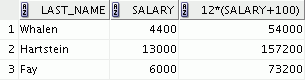 LAST_NAME SALARY 12*(SALARY+100)
1 Whalen 4400 54000
2 Hartstein 13000 157200
3 Fay 6000 73200